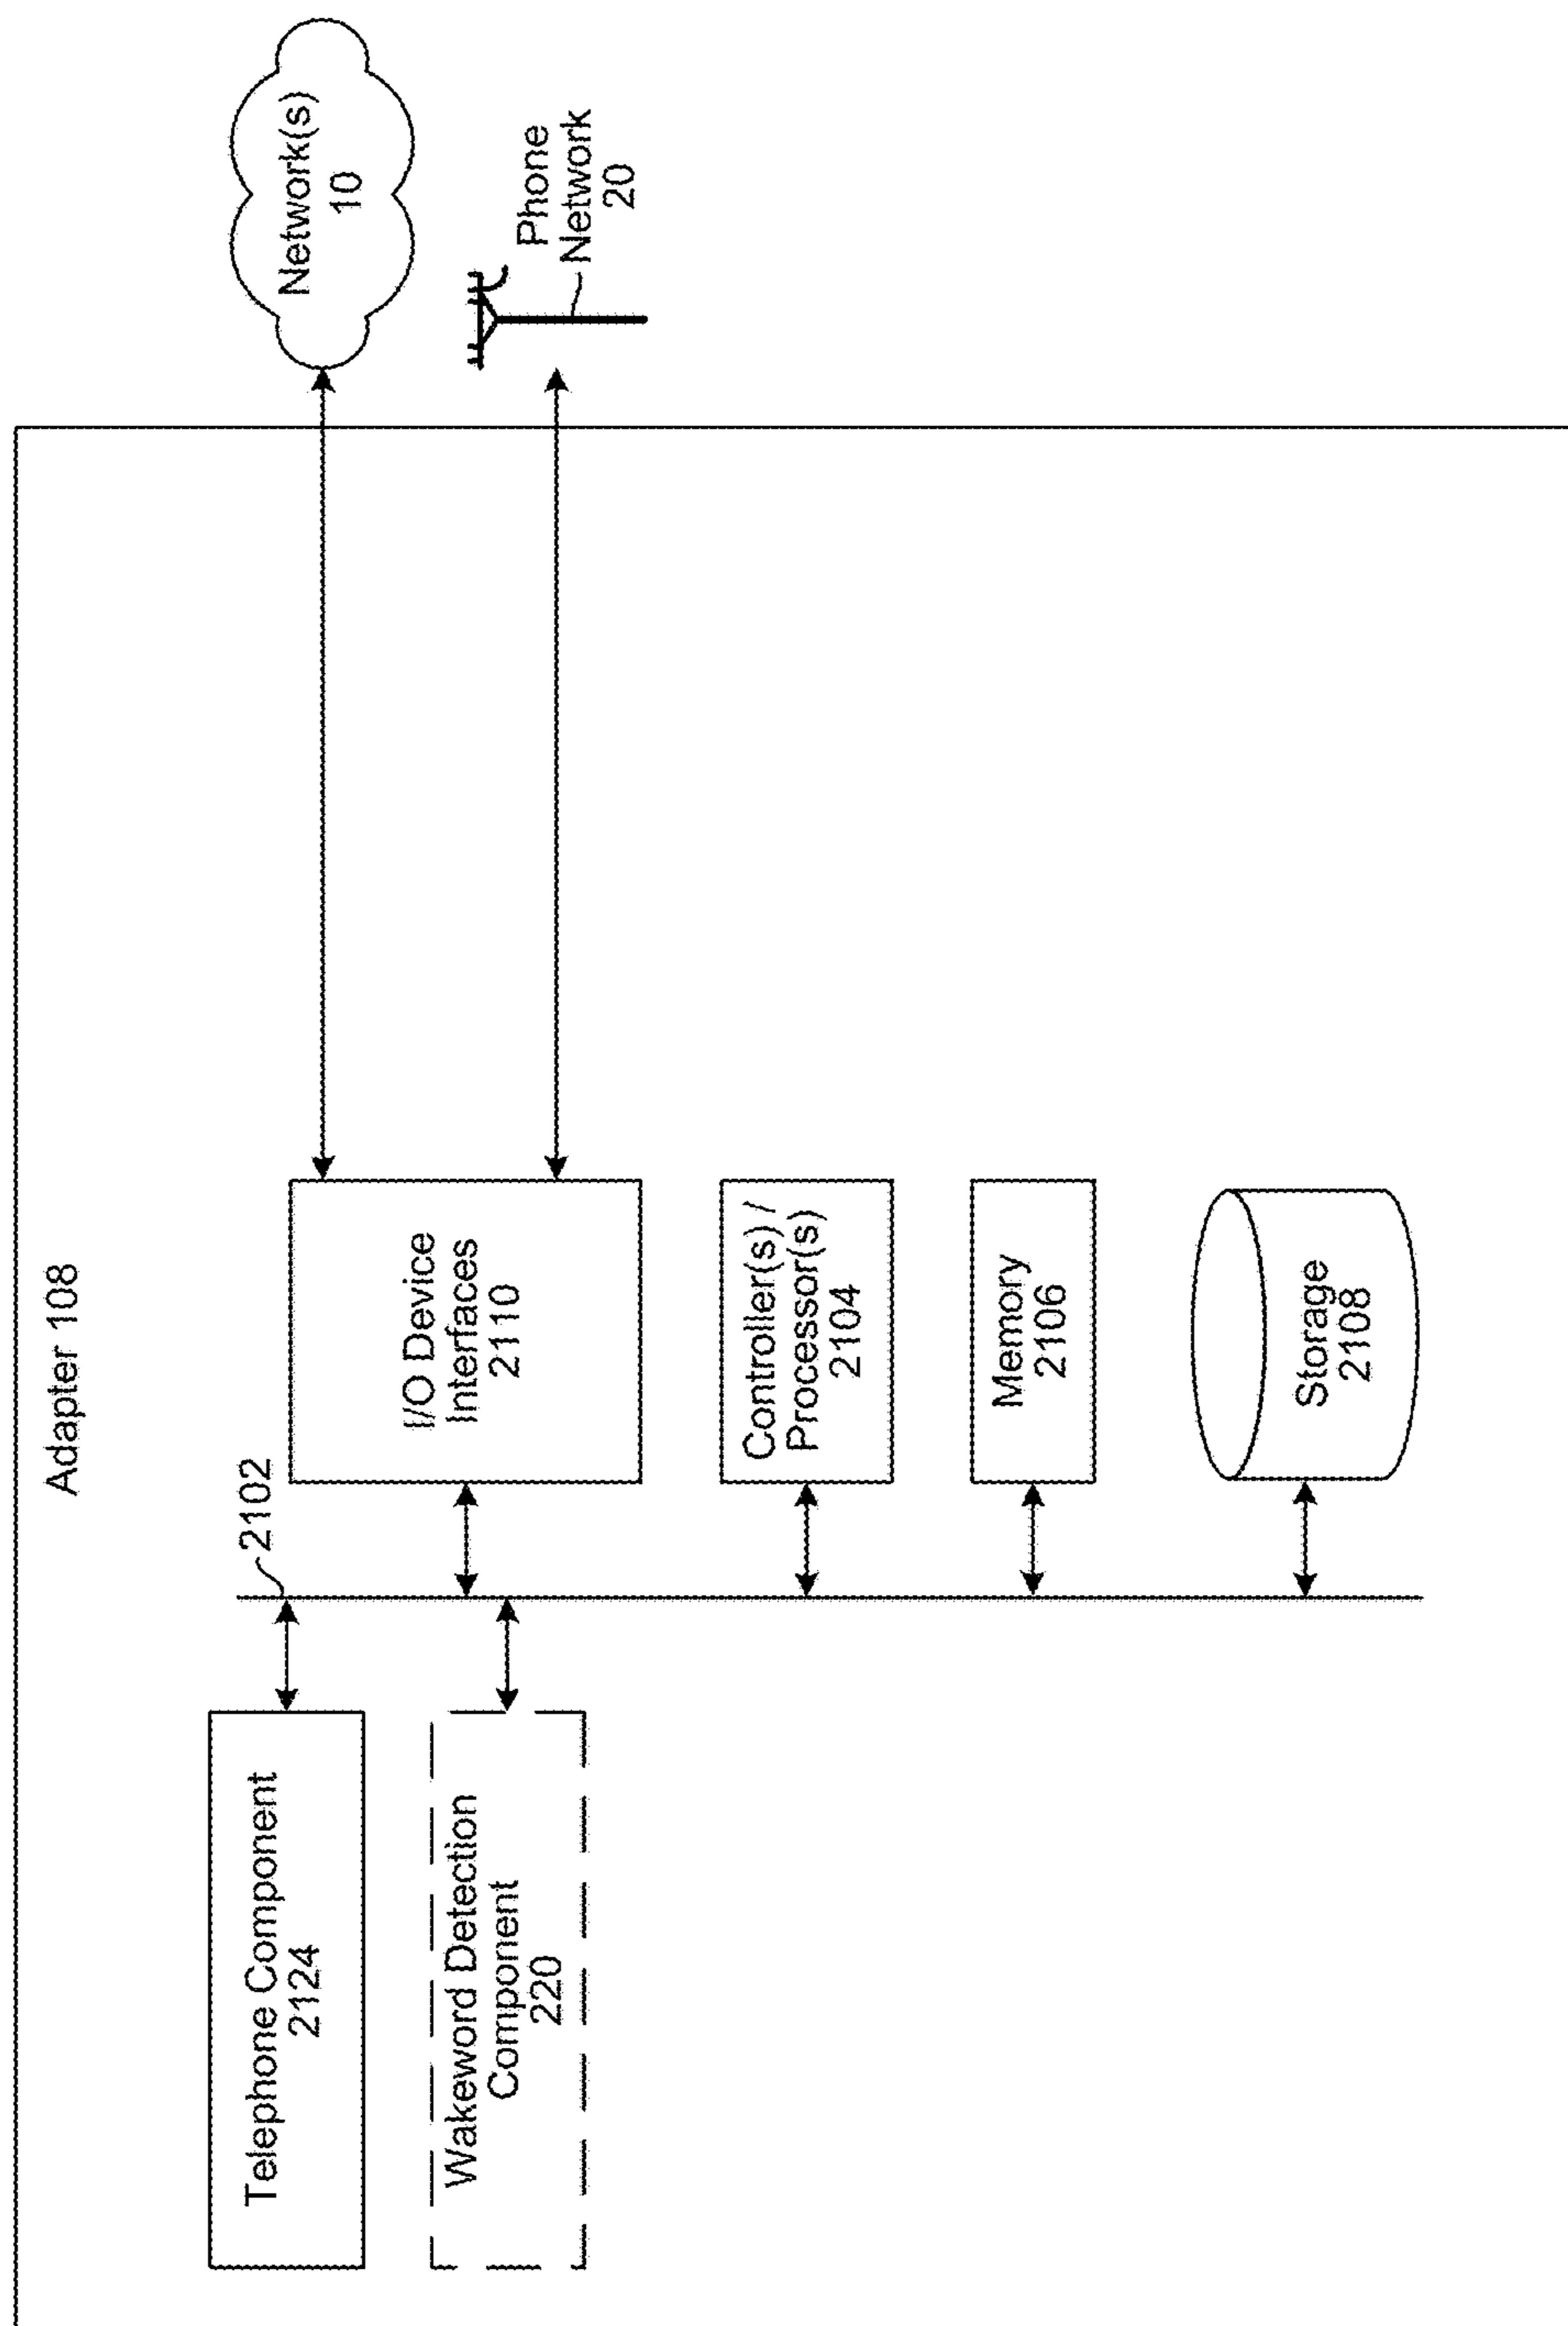 Adapter 108
2102
Telephone Component
2124
Wakeword Detection
Component
220
I/O Device
Interfaces
2110
Controller(s) /
Processor(s)
2104
Memory
2106
Storage
2108
Network(s)
10
Phone
Network
20